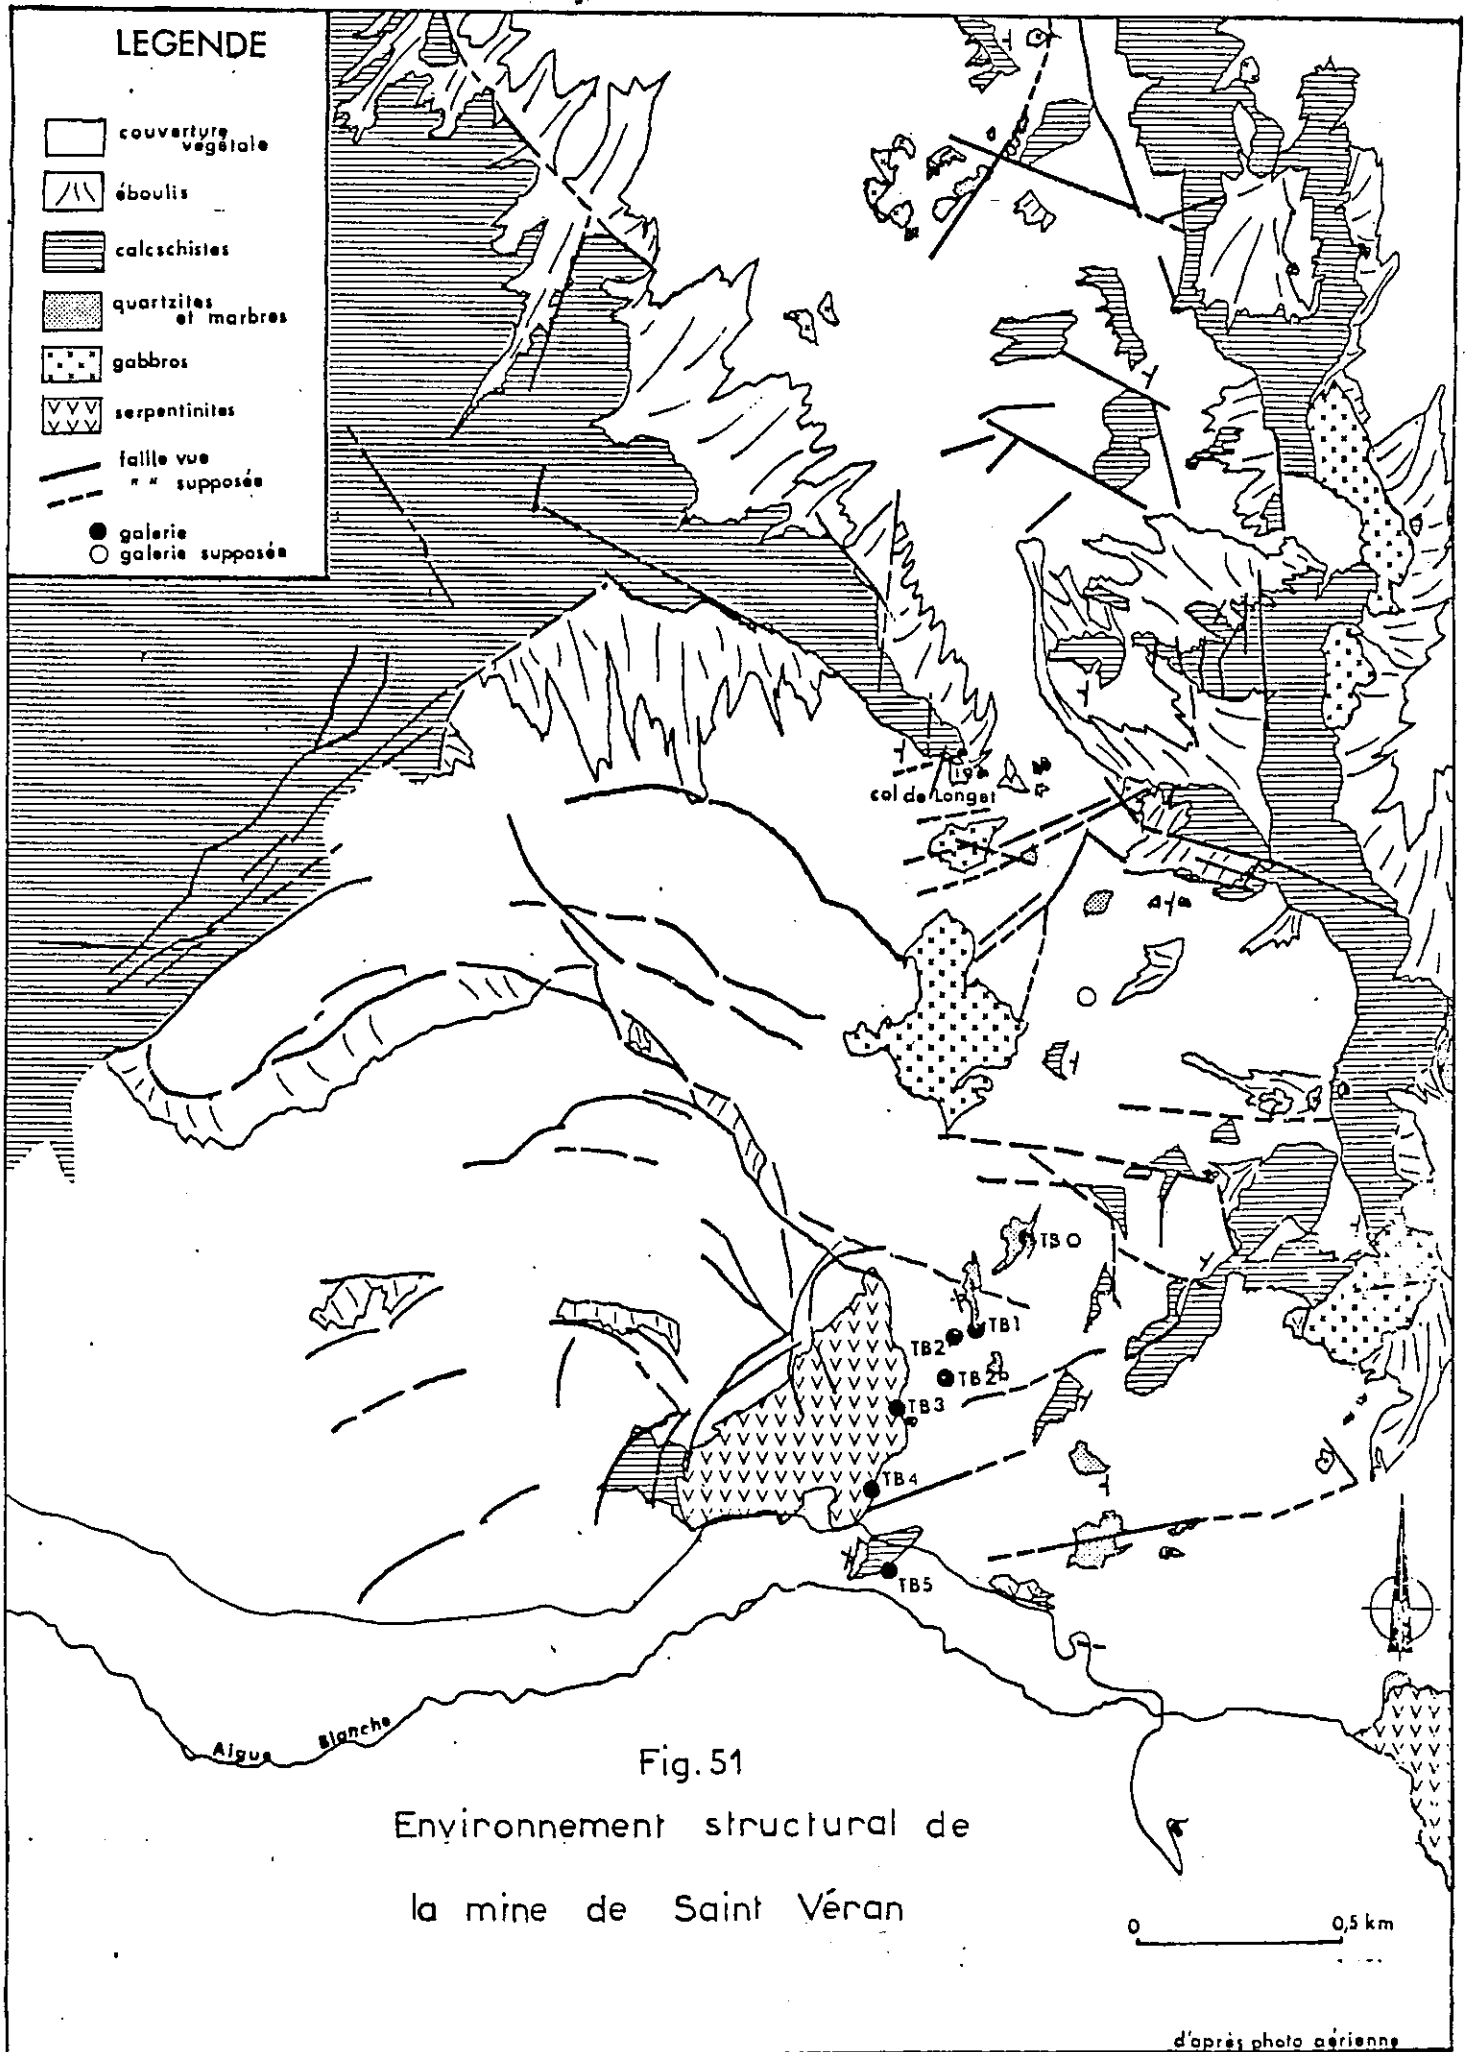 LEGENDE
couverture
végétale
éboulis
calcschistes
quartzites
et marbres
gabbros
serpentinites
faille vue
" " supposée
galerie
galerie supposée
col de Longet
TB0
TB1
TB2
TB2b
TB3
TB4
TB5
Aigue Blanche
Fig. 51
Environnement structural de
la mine de Saint Véran
0 0,5 km
d'après photo aérienne